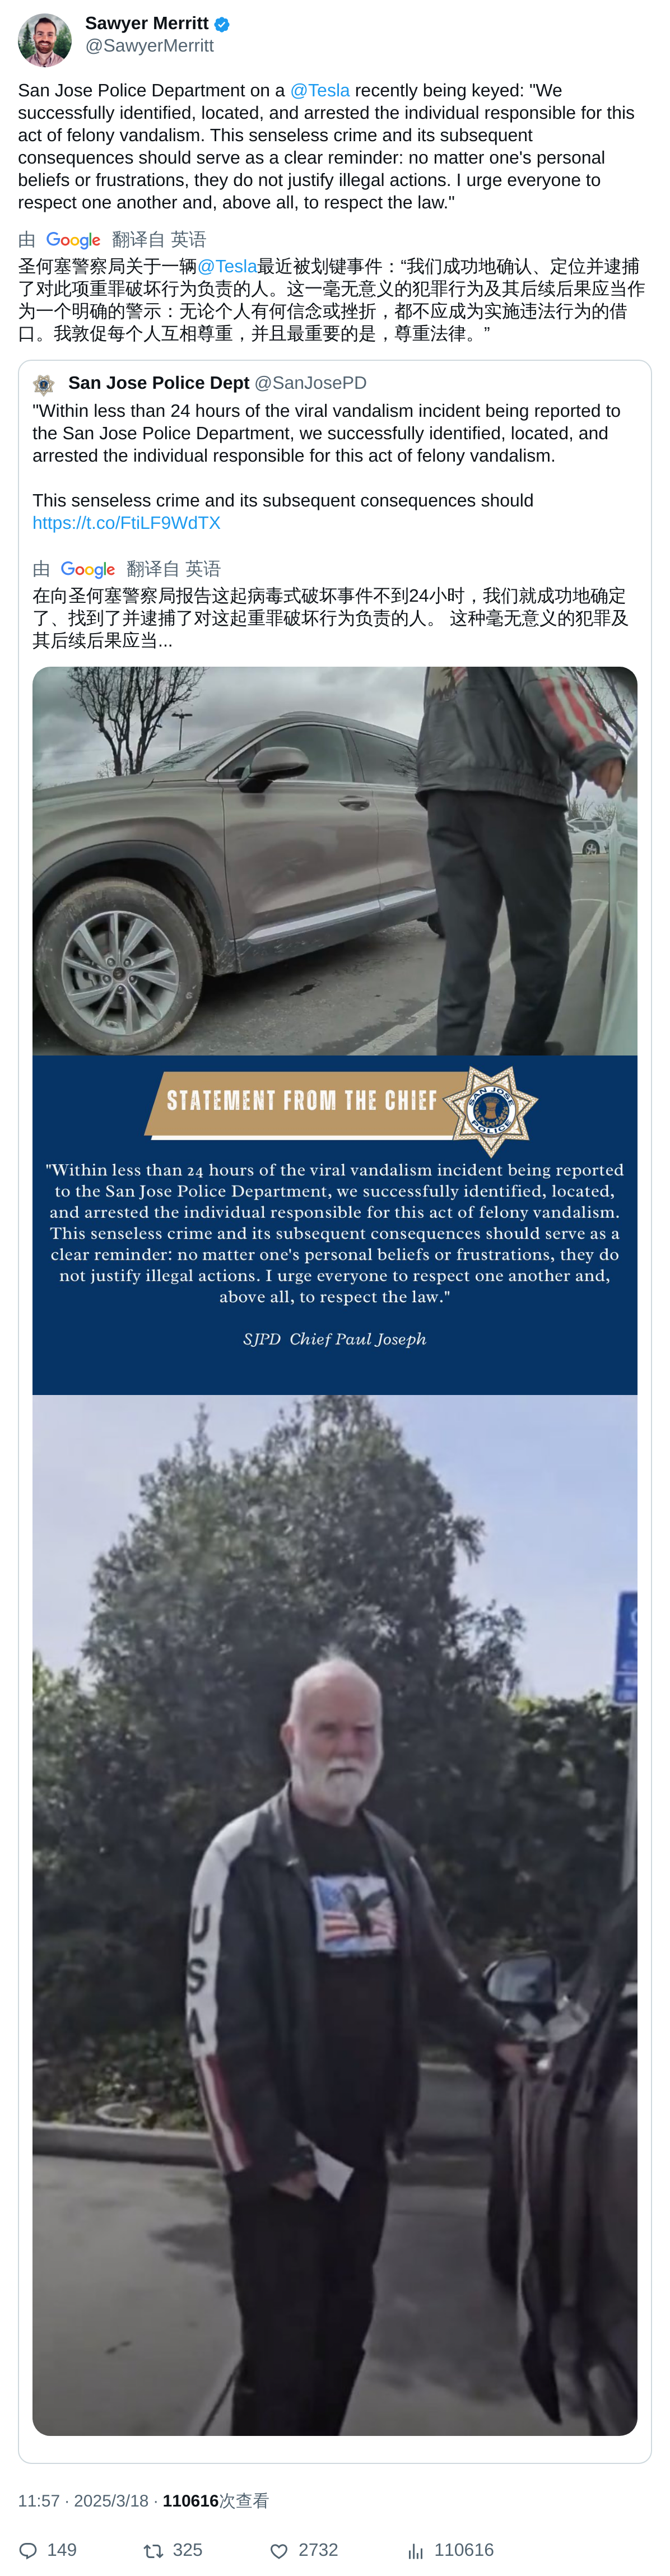 Sawyer Merritt
@SawyerMerritt
San Jose Police Department on a @Tesla recently being keyed: "We
successfully identified, located, and arrested the individual responsible for this
act of felony vandalism. This senseless crime and its subsequent
consequences should serve as a clear reminder: no matter one's personal
beliefs or frustrations, they do not justify illegal actions. I urge everyone to
respect one another and, above all, to respect the law."
由 Google 翻译自 英语
圣何塞警察局关于一辆@Tesla最近被划键事件：“我们成功地确认、定位并逮捕
了对此项重罪破坏行为负责的人。这一毫无意义的犯罪行为及其后续后果应当作
为一个明确的警示：无论个人有何信念或挫折，都不应成为实施违法行为的借
口。我敦促每个人互相尊重，并且最重要的是，尊重法律。”
San Jose Police Dept @SanJosePD
"Within less than 24 hours of the viral vandalism incident being reported to
the San Jose Police Department, we successfully identified, located, and
arrested the individual responsible for this act of felony vandalism.
This senseless crime and its subsequent consequences should
https://t.co/FtiLF9WdTX
由 Google 翻译自 英语
在向圣何塞警察局报告这起病毒式破坏事件不到24小时，我们就成功地确定
了、找到了并逮捕了对这起重罪破坏行为负责的人。 这种毫无意义的犯罪及
其后续后果应当...
STATEMENT FROM THE CHIEF
SAN JOSE
POLICE
"Within less than 24 hours of the viral vandalism incident being reported
to the San Jose Police Department, we successfully identified, located,
and arrested the individual responsible for this act of felony vandalism.
This senseless crime and its subsequent consequences should serve as a
clear reminder: no matter one's personal beliefs or frustrations, they do
not justify illegal actions. I urge everyone to respect one another and,
above all, to respect the law."
SJPD Chief Paul Joseph
USA
11:57 · 2025/3/18 · 110616次查看
149 325 2732 110616